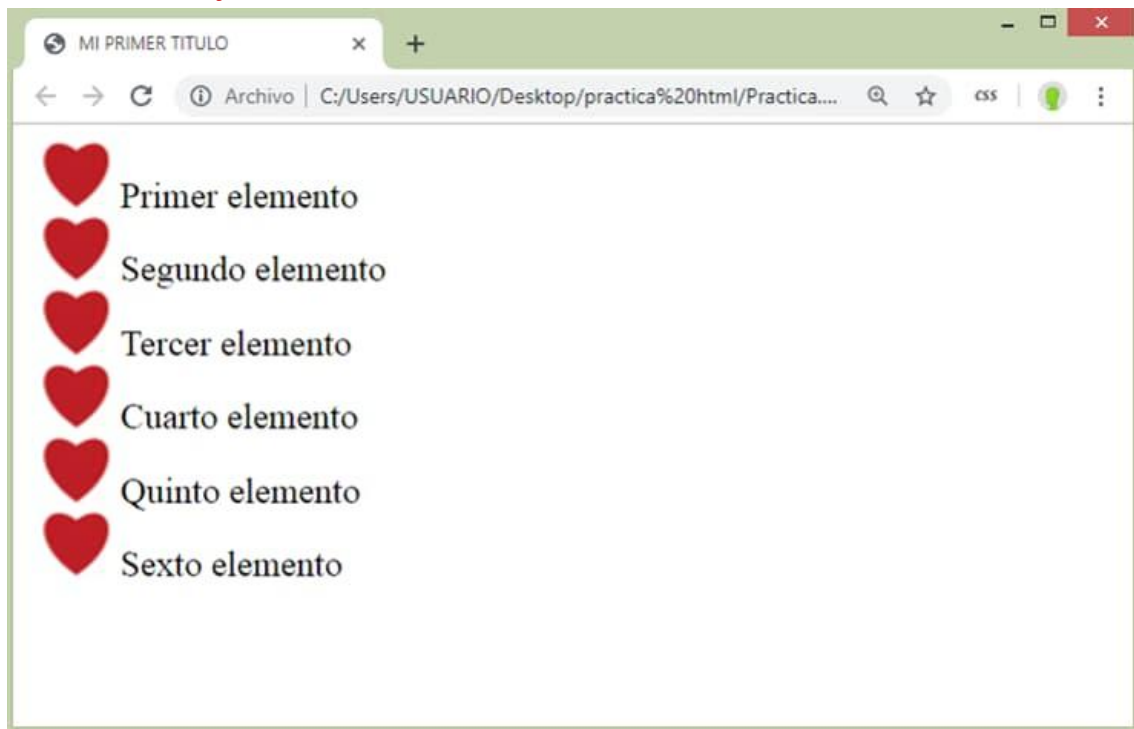 MI PRIMER TITULO
Archivo | C:/Users/USUARIO/Desktop/practica%20html/Practica....
css
Primer elemento
Segundo elemento
Tercer elemento
Cuarto elemento
Quinto elemento
Sexto elemento